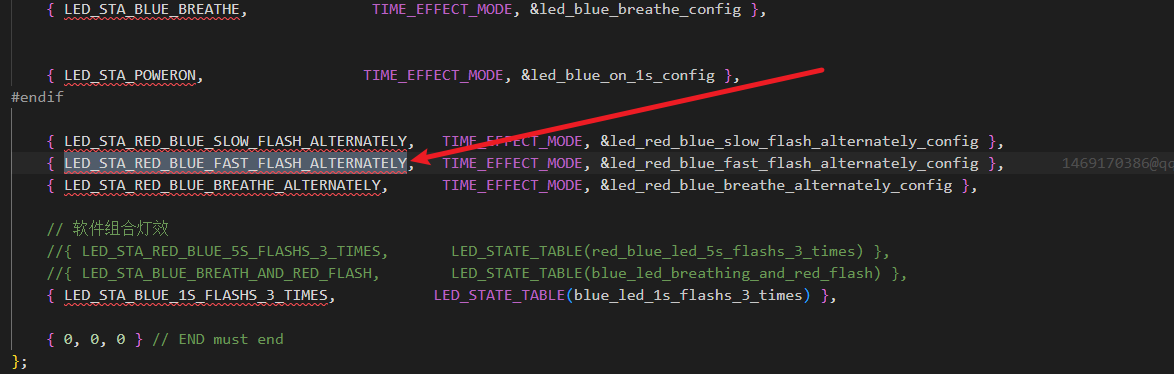 { LED_STA_BLUE_BREATHE, TIME_EFFECT_MODE, &led_blue_breathe_config },
{ LED_STA_POWERON, TIME_EFFECT_MODE, &led_blue_on_1s_config },
#endif
{ LED_STA_RED_BLUE_SLOW_FLASH_ALTERNATELY, TIME_EFFECT_MODE, &led_red_blue_slow_flash_alternately_config },
{ LED_STA_RED_BLUE_FAST_FLASH_ALTERNATELY, TIME_EFFECT_MODE, &led_red_blue_fast_flash_alternately_config }, 1469170386@qc
{ LED_STA_RED_BLUE_BREATHE_ALTERNATELY, TIME_EFFECT_MODE, &led_red_blue_breathe_alternately_config },
// 软件组合灯效
//{ LED_STA_RED_BLUE_5S_FLASHS_3_TIMES, LED_STATE_TABLE(red_blue_led_5s_flashs_3_times) },
//{ LED_STA_BLUE_BREATH_AND_RED_FLASH, LED_STATE_TABLE(blue_led_breathing_and_red_flash) },
{ LED_STA_BLUE_1S_FLASHS_3_TIMES, LED_STATE_TABLE(blue_led_1s_flashs_3_times) },
{ 0, 0, 0 } // END must end
};